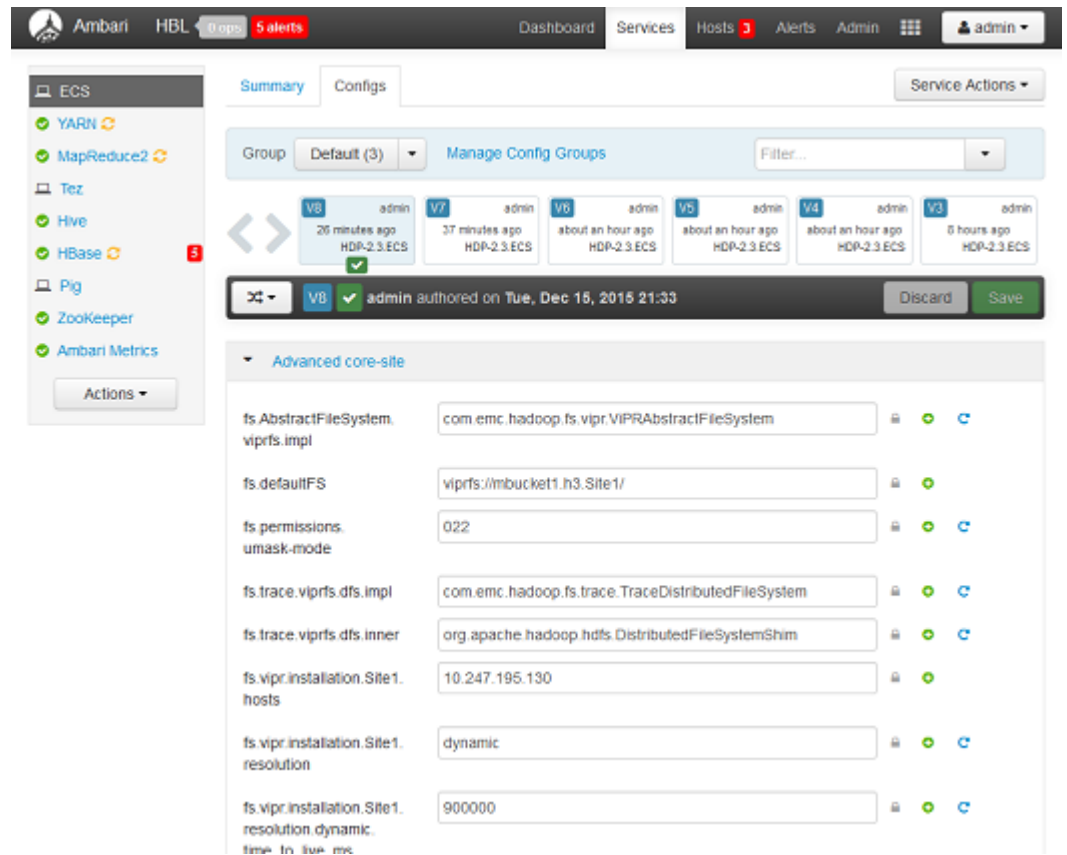 Ambari HBL 0 ops 5 alerts Dashboard Services Hosts 3 Alerts Admin admin
ECS
YARN
MapReduce2
Tez
Hive
HBase 5
Pig
ZooKeeper
Ambari Metrics
Actions
Summary Configs Service Actions
Group Default (3) Manage Config Groups Filter...
V8 admin
26 minutes ago
HDP-2.3.ECS
V7 admin
37 minutes ago
HDP-2.3.ECS
V6 admin
about an hour ago
HDP-2.3.ECS
V5 admin
about an hour ago
HDP-2.3.ECS
V4 admin
about an hour ago
HDP-2.3.ECS
V3 admin
6 hours ago
HDP-2.3.ECS
V8 admin authored on Tue, Dec 15, 2015 21:33 Discard Save
Advanced core-site
fs.AbstractFileSystem. com.emc.hadoop.fs.vipr.ViPRAbstractFileSystem
viprfs.impl
fs.defaultFS viprfs://mbucket1.h3.Site1/
fs.permissions. 022
umask-mode
fs.trace.viprfs.dfs.impl com.emc.hadoop.fs.trace.TraceDistributedFileSystem
fs.trace.viprfs.dfs.inner org.apache.hadoop.hdfs.DistributedFileSystemShim
fs.vipr.installation.Site1. 10.247.195.130
hosts
fs.vipr.installation.Site1. dynamic
resolution
fs.vipr.installation.Site1. 900000
resolution.dynamic.
time_to_live_ms